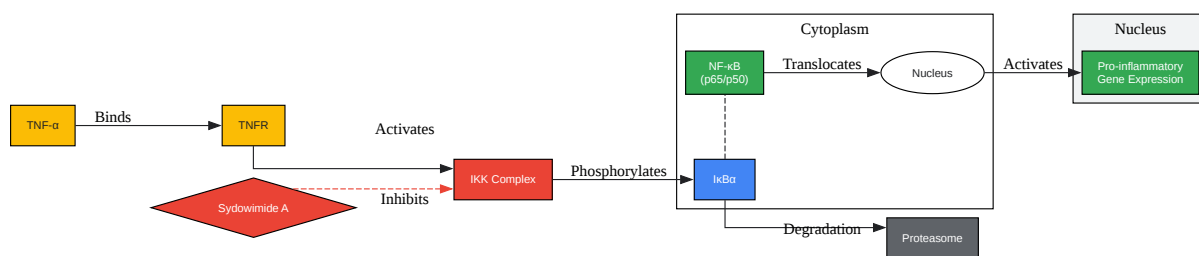 Cytoplasm
Nucleus
NF-κB
(p65/p50)
Translocates
Nucleus
Activates
Pro-inflammatory
Gene Expression
TNF-α
Binds
TNFR
Activates
IKK Complex
Phosphorylates
IκBα
Sydowimide A
Inhibits
Degradation
Proteasome